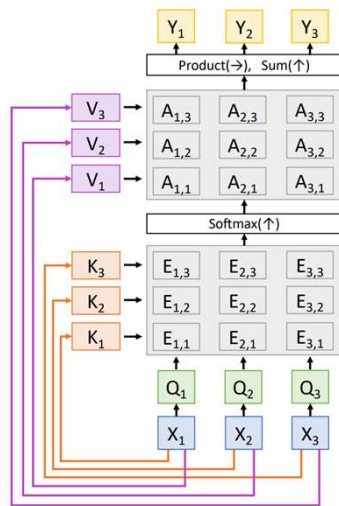 Y1 Y2 Y3
Product(→), Sum(↑)
V3 A1,3 A2,3 A3,3
V2 A1,2 A2,2 A3,2
V1 A1,1 A2,1 A3,1
Softmax(↑)
K3 E1,3 E2,3 E3,3
K2 E1,2 E2,2 E3,2
K1 E1,1 E2,1 E3,1
Q1 Q2 Q3
X1 X2 X3